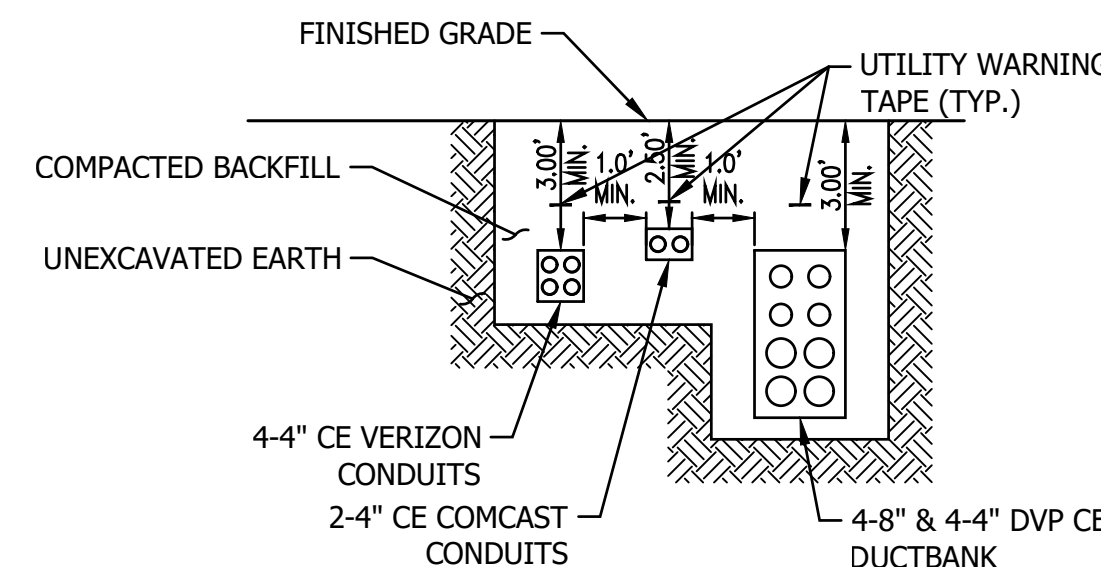 FINISHED GRADE
UTILITY WARNING
TAPE (TYP.)
COMPACTED BACKFILL
3.00'
MIN.
1.0'
MIN.
2.50'
MIN.
1.0'
MIN.
3.00'
MIN.
UNEXCAVATED EARTH
4-4" CE VERIZON
CONDUITS
2-4" CE COMCAST
CONDUITS
4-8" & 4-4" DVP CE
DUCTBANK